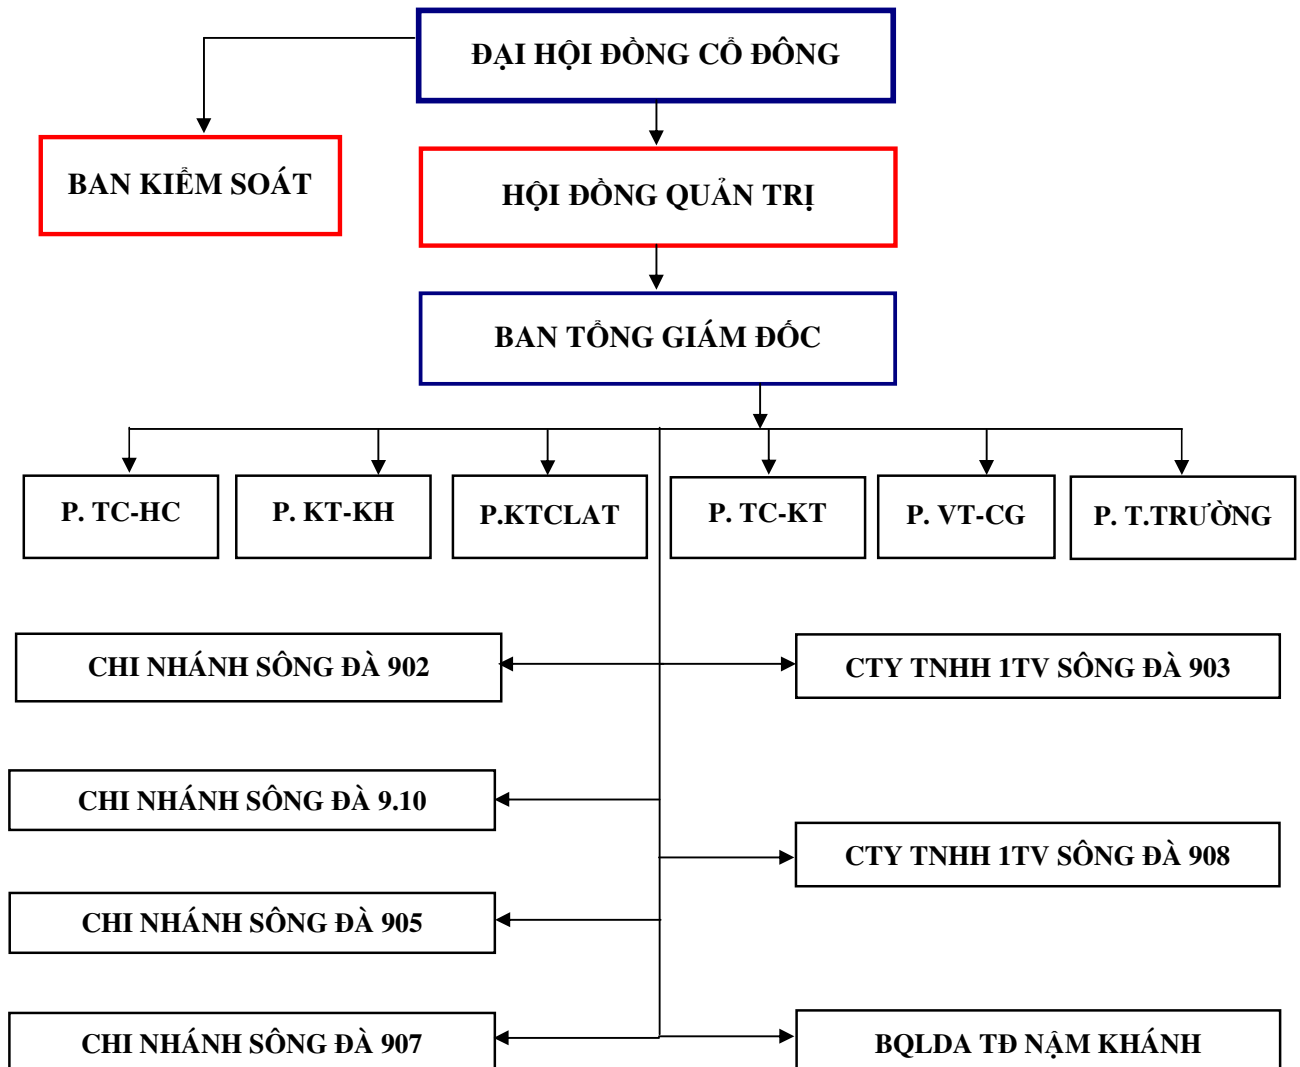 ĐẠI HỘI ĐỒNG CỔ ĐÔNG
BAN KIỂM SOÁT
HỘI ĐỒNG QUẢN TRỊ
BAN TỔNG GIÁM ĐỐC
P. TC-HC
P. KT-KH
P.KTCLAT
P. TC-KT
P. VT-CG
P. T.TRƯỜNG
CHI NHÁNH SÔNG ĐÀ 902
CTY TNHH 1TV SÔNG ĐÀ 903
CHI NHÁNH SÔNG ĐÀ 9.10
CTY TNHH 1TV SÔNG ĐÀ 908
CHI NHÁNH SÔNG ĐÀ 905
CHI NHÁNH SÔNG ĐÀ 907
BQLDA TĐ NẬM KHÁNH